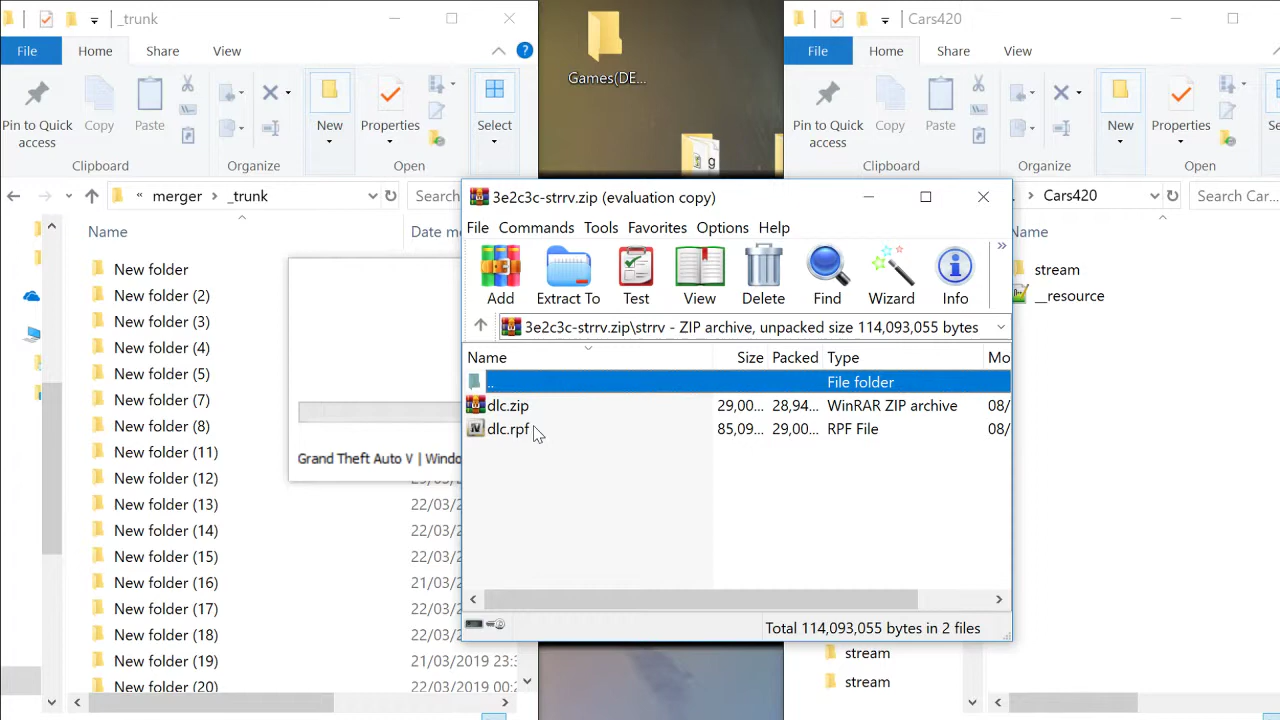 _trunk
File
Home
Share
View
Pin to Quick
access
Copy
Paste
New
Properties
Select
Clipboard
Organize
Open
« merger › _trunk
Search
Name
Date mo
New folder
New folder (2)
New folder (3)
New folder (4)
New folder (5)
New folder (7)
New folder (8)
New folder (11)
New folder (12)
New folder (13)
22/03/
New folder (14)
22/03/2
New folder (15)
22/03/2
New folder (16)
21/03/2
New folder (17)
22/03/2
New folder (18)
22/03/2
New folder (19)
21/03/2019 23:3
New folder (20)
22/03/2019 00:2
Grand Theft Auto V | Windo
Games(DE...
g
3e2c3c-strrv.zip (evaluation copy)
File Commands Tools Favorites Options Help
Add
Extract To
Test
View
Delete
Find
Wizard
Info
»
3e2c3c-strrv.zip\strrv - ZIP archive, unpacked size 114,093,055 bytes
Name Size Packed Type Mo
.. File folder
dlc.zip 29,00... 28,94... WinRAR ZIP archive 08/
dlc.rpf 85,09... 29,00... RPF File 08/
Total 114,093,055 bytes in 2 files
Cars420
File
Home
Share
View
Pin to Quick
access
Copy
Paste
New
Properties
Se
Clipboard
Organize
Open
Cars420
Search Car...
Name
stream
__resource
stream
stream